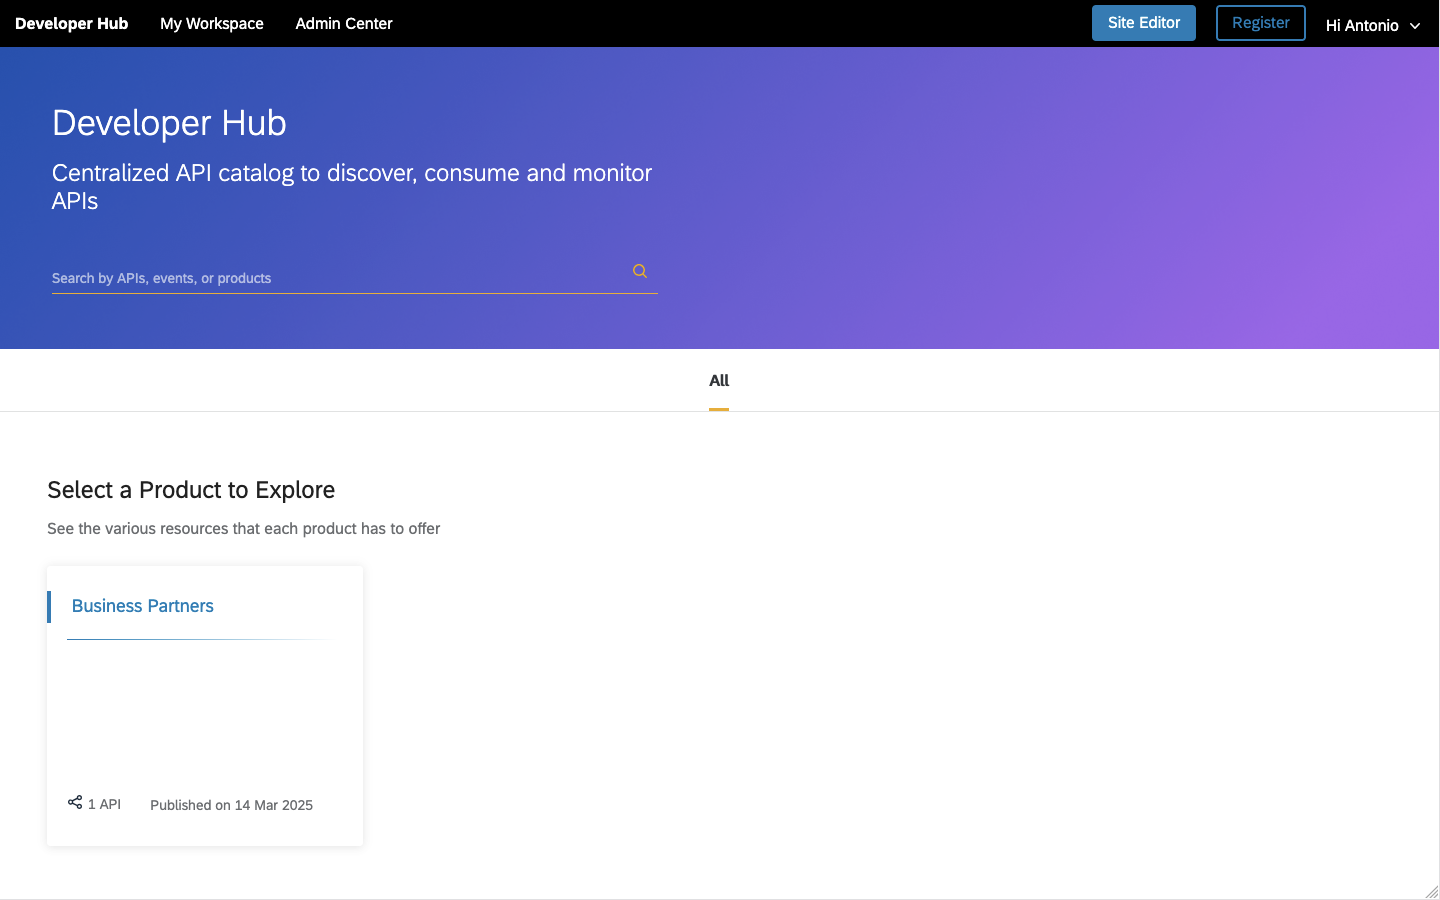 Developer Hub My Workspace Admin Center Site Editor Register Hi Antonio
Developer Hub
Centralized API catalog to discover, consume and monitor
APIs
Search by APIs, events, or products
All
Select a Product to Explore
See the various resources that each product has to offer
Business Partners
1 API Published on 14 Mar 2025